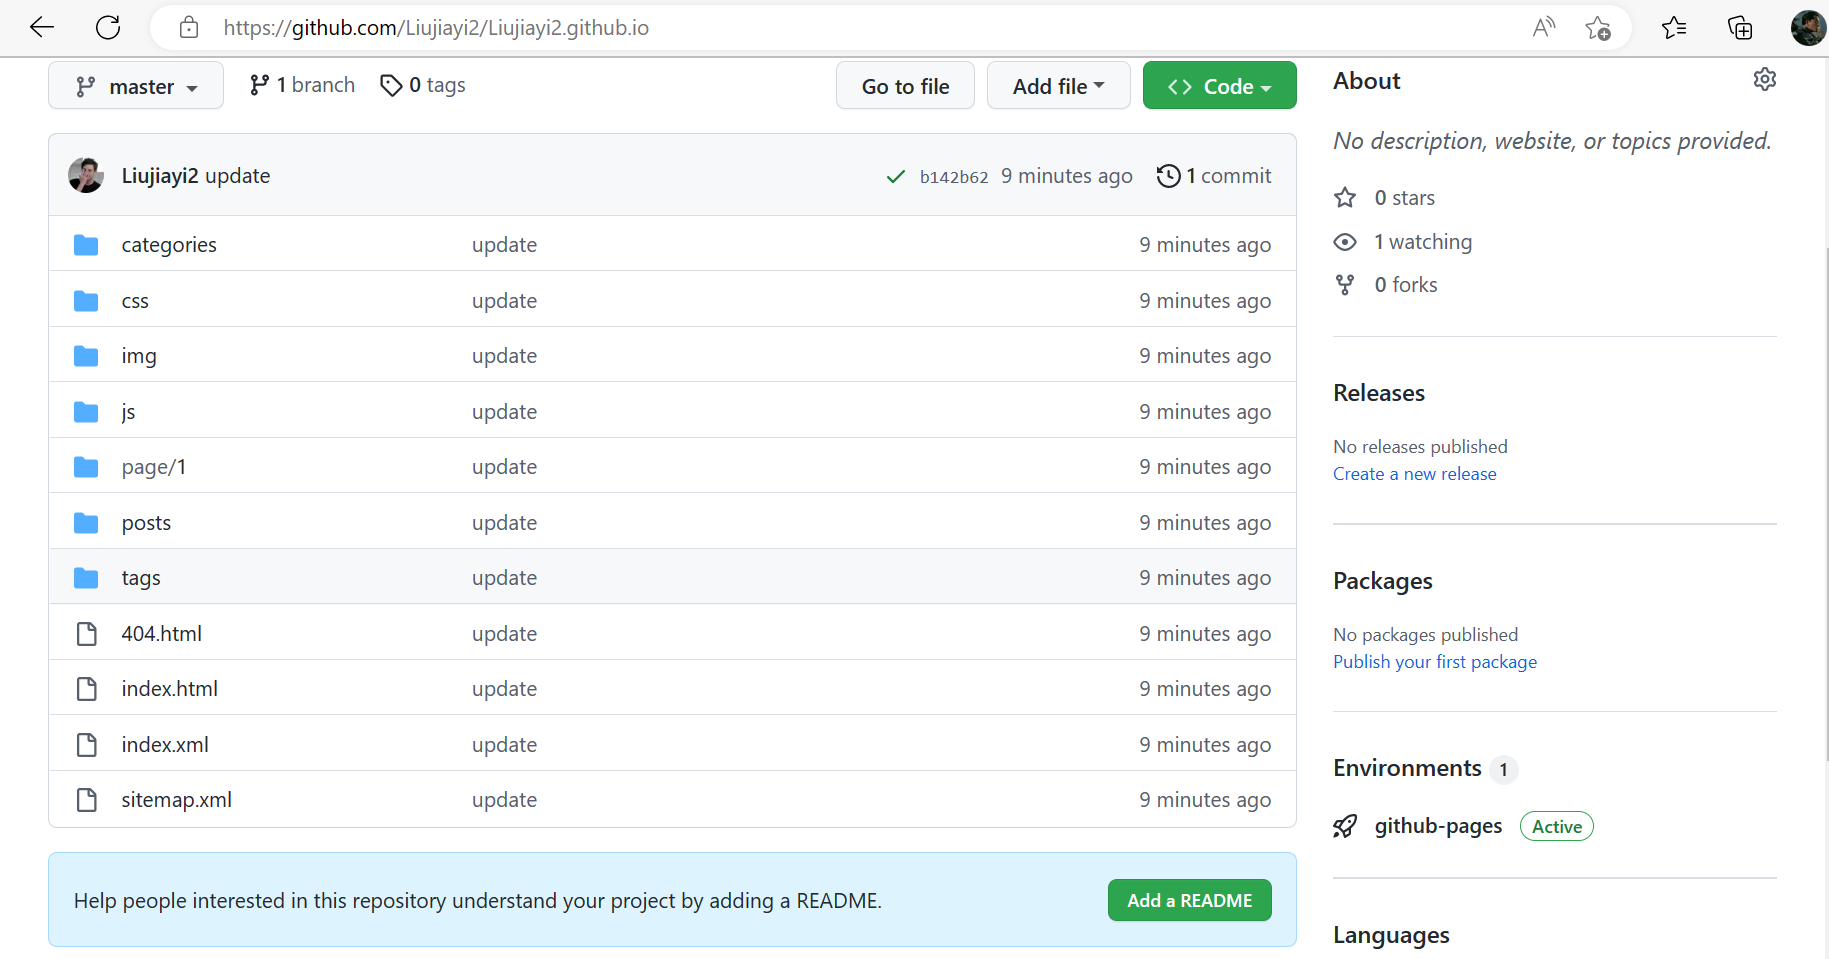 https://github.com/Liujiayi2/Liujiayi2.github.io
master 1 branch 0 tags Go to file Add file Code
Liujiayi2 update b142b62 9 minutes ago 1 commit
categories update 9 minutes ago
css update 9 minutes ago
img update 9 minutes ago
js update 9 minutes ago
page/1 update 9 minutes ago
posts update 9 minutes ago
tags update 9 minutes ago
404.html update 9 minutes ago
index.html update 9 minutes ago
index.xml update 9 minutes ago
sitemap.xml update 9 minutes ago
Help people interested in this repository understand your project by adding a README. Add a README
About
No description, website, or topics provided.
0 stars
1 watching
0 forks
Releases
No releases published
Create a new release
Packages
No packages published
Publish your first package
Environments 1
github-pages Active
Languages